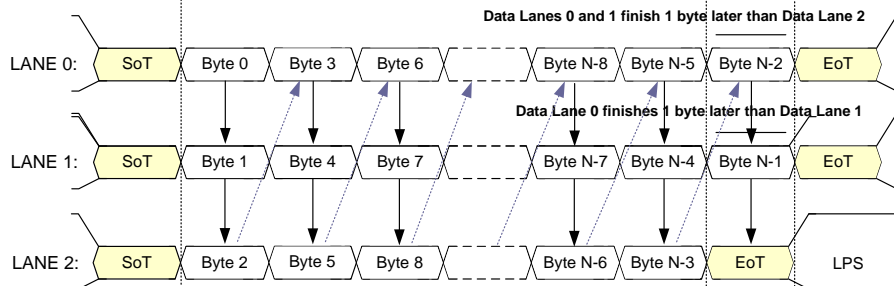 Data Lanes 0 and 1 finish 1 byte later than Data Lane 2
LANE 0: SoT Byte 0 Byte 3 Byte 6 Byte N-8 Byte N-5 Byte N-2 EoT
Data Lane 0 finishes 1 byte later than Data Lane 1
LANE 1: SoT Byte 1 Byte 4 Byte 7 Byte N-7 Byte N-4 Byte N-1 EoT
LANE 2: SoT Byte 2 Byte 5 Byte 8 Byte N-6 Byte N-3 EoT LPS